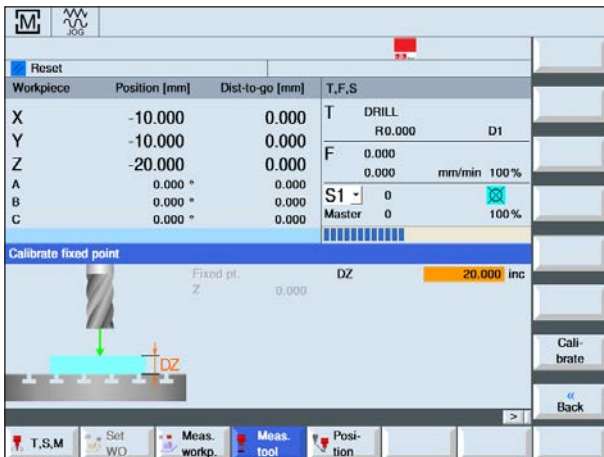 M
JOG
Reset
Workpiece Position [mm] Dist-to-go [mm] T,F,S
X -10.000 0.000
Y -10.000 0.000
Z -20.000 0.000
A 0.000 ° 0.000
B 0.000 ° 0.000
C 0.000 ° 0.000
T DRILL
R0.000 D1
F 0.000
0.000 mm/min 100%
S1 0
Master 0 100%
Calibrate fixed point
Fixed pt. DZ 20.000 inc
Z 0.000
DZ
Cali-
brate
«
Back
>
T,S,M
Set
WO
Meas.
workp.
Meas.
tool
Posi-
tion